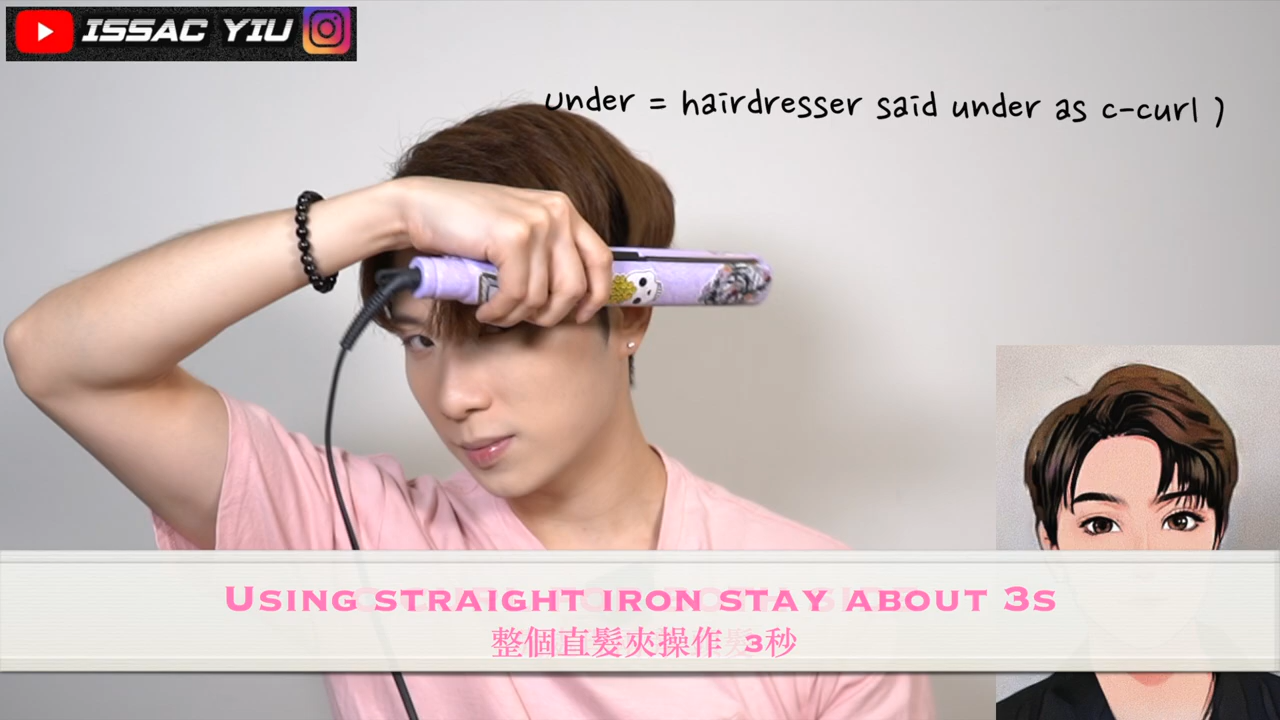 ISSAC YIU
under = hairdresser said under as c-curl )
Using straight iron stay about 3s
整個直髮夾操作 3秒